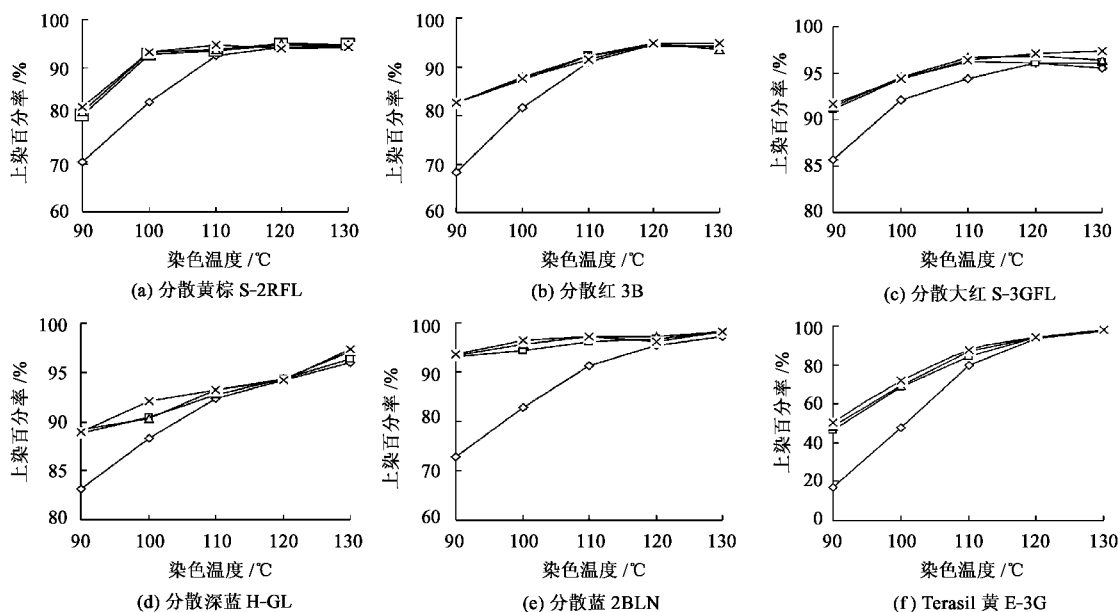 100
90
80
70
60
上染百分率/%
90 100 110 120 130
染色温度/℃
(a) 分散黄棕 S-2RFL
100
90
80
70
60
上染百分率/%
90 100 110 120 130
染色温度/℃
(b) 分散红 3B
100
95
90
85
80
上染百分率/%
90 100 110 120 130
染色温度/℃
(c) 分散大红 S-3GFL
100
95
90
85
80
上染百分率/%
90 100 110 120 130
染色温度/℃
(d) 分散深蓝 H-GL
100
90
80
70
60
上染百分率/%
90 100 110 120 130
染色温度/℃
(e) 分散蓝 2BLN
100
80
60
40
20
0
上染百分率/%
90 100 110 120 130
染色温度/℃
(f) Terasil 黄 E-3G